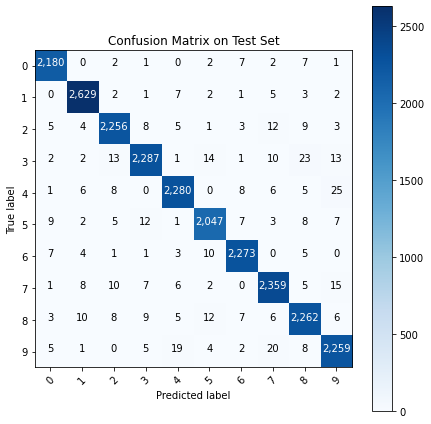 Confusion Matrix on Test Set
0 2,180 0 2 1 0 2 7 2 7 1
1 0 2,629 2 1 7 2 1 5 3 2
2 5 4 2,256 8 5 1 3 12 9 3
3 2 2 13 2,287 1 14 1 10 23 13
4 1 6 8 0 2,280 0 8 6 5 25
5 9 2 5 12 1 2,047 7 3 8 7
6 7 4 1 1 3 10 2,273 0 5 0
7 1 8 10 7 6 2 0 2,359 5 15
8 3 10 8 9 5 12 7 6 2,262 6
9 5 1 0 5 19 4 2 20 8 2,259
0 1 2 3 4 5 6 7 8 9
Predicted label
True label
2500
2000
1500
1000
500
0